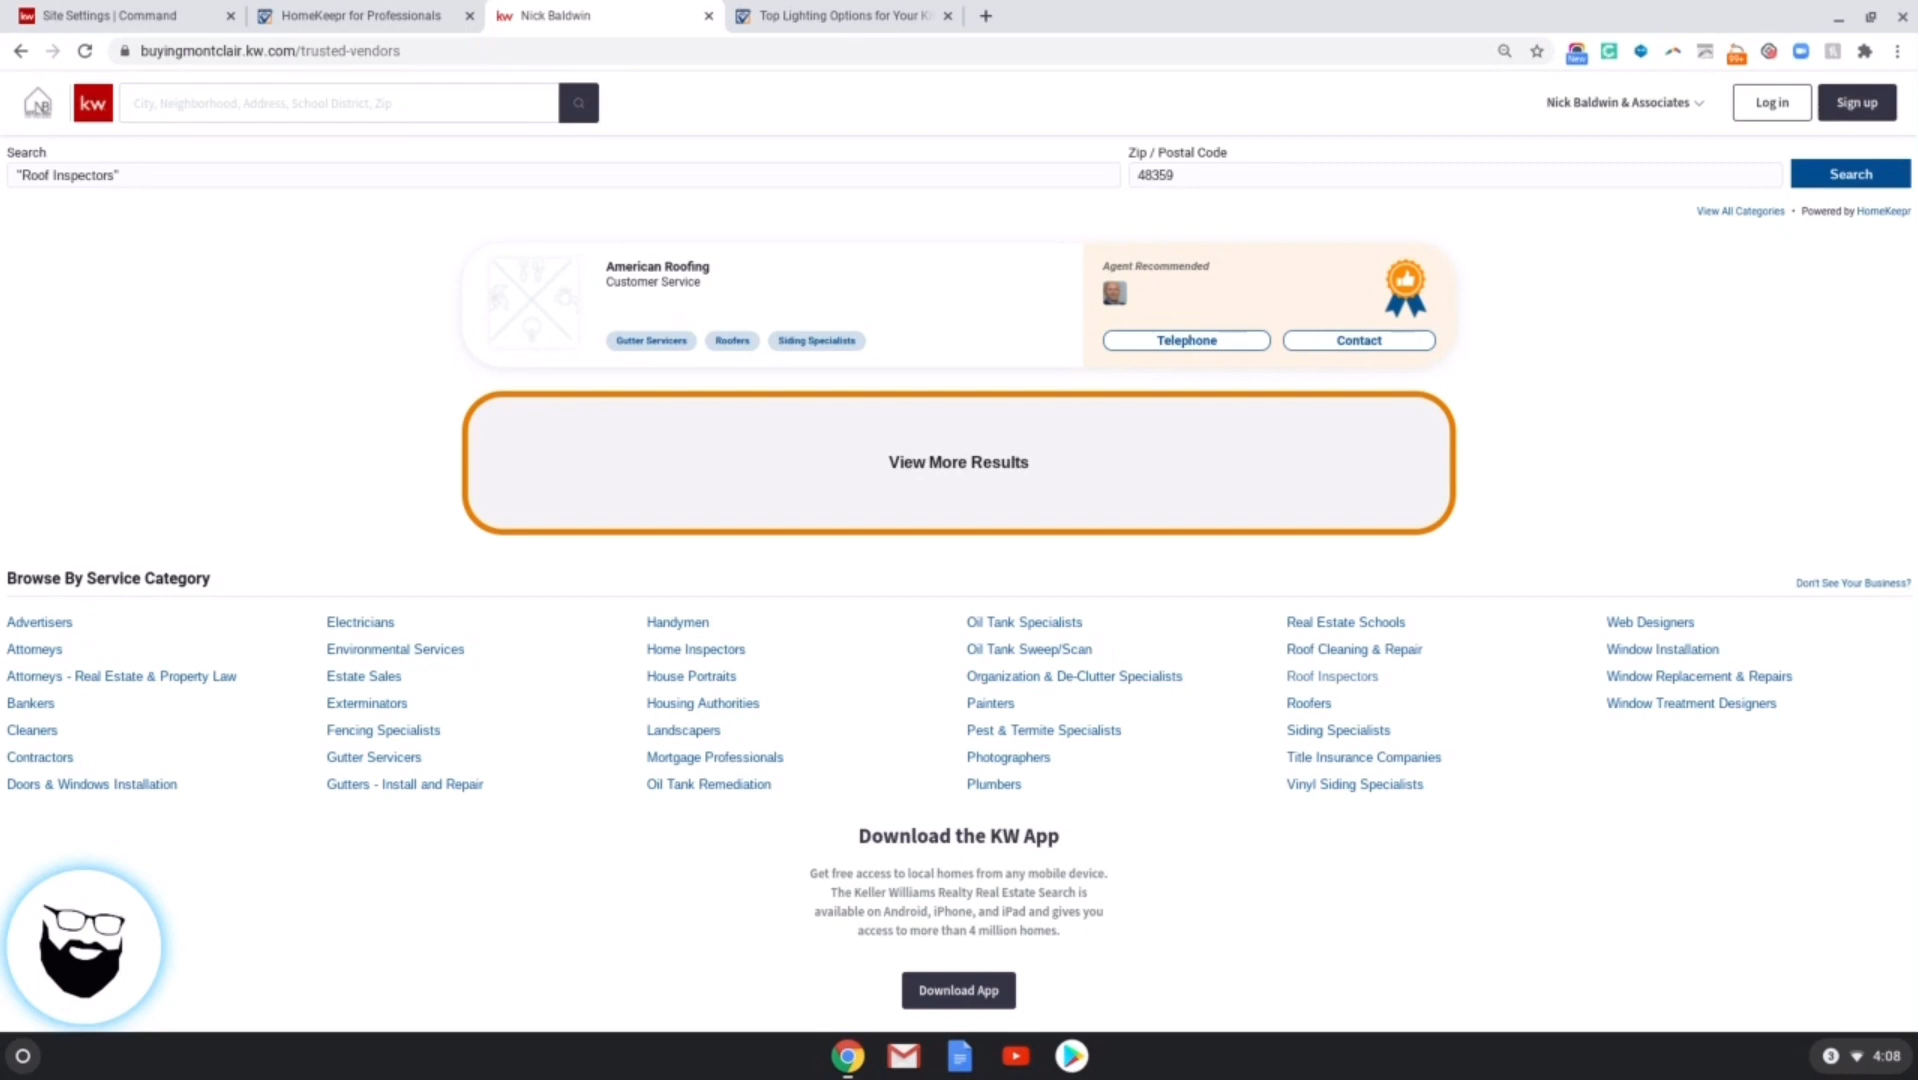 Site Settings | Command
HomeKeepr for Professionals
kw Nick Baldwin
Top Lighting Options for Your Ki
buyingmontclair.kw.com/trusted-vendors
New
99+
NB
kw
City, Neighborhood, Address, School District, Zip
Nick Baldwin & Associates
Log in
Sign up
Search
Zip / Postal Code
"Roof Inspectors"
48359
Search
View All Categories • Powered by HomeKeepr
American Roofing
Customer Service
Gutter Servicers
Roofers
Siding Specialists
Agent Recommended
Telephone
Contact
View More Results
Browse By Service Category
Don't See Your Business?
Advertisers
Attorneys
Attorneys - Real Estate & Property Law
Bankers
Cleaners
Contractors
Doors & Windows Installation
Electricians
Environmental Services
Estate Sales
Exterminators
Fencing Specialists
Gutter Servicers
Gutters - Install and Repair
Handymen
Home Inspectors
House Portraits
Housing Authorities
Landscapers
Mortgage Professionals
Oil Tank Remediation
Oil Tank Specialists
Oil Tank Sweep/Scan
Organization & De-Clutter Specialists
Painters
Pest & Termite Specialists
Photographers
Plumbers
Real Estate Schools
Roof Cleaning & Repair
Roof Inspectors
Roofers
Siding Specialists
Title Insurance Companies
Vinyl Siding Specialists
Web Designers
Window Installation
Window Replacement & Repairs
Window Treatment Designers
Download the KW App
Get free access to local homes from any mobile device.
The Keller Williams Realty Real Estate Search is
available on Android, iPhone, and iPad and gives you
access to more than 4 million homes.
Download App
3
4:08